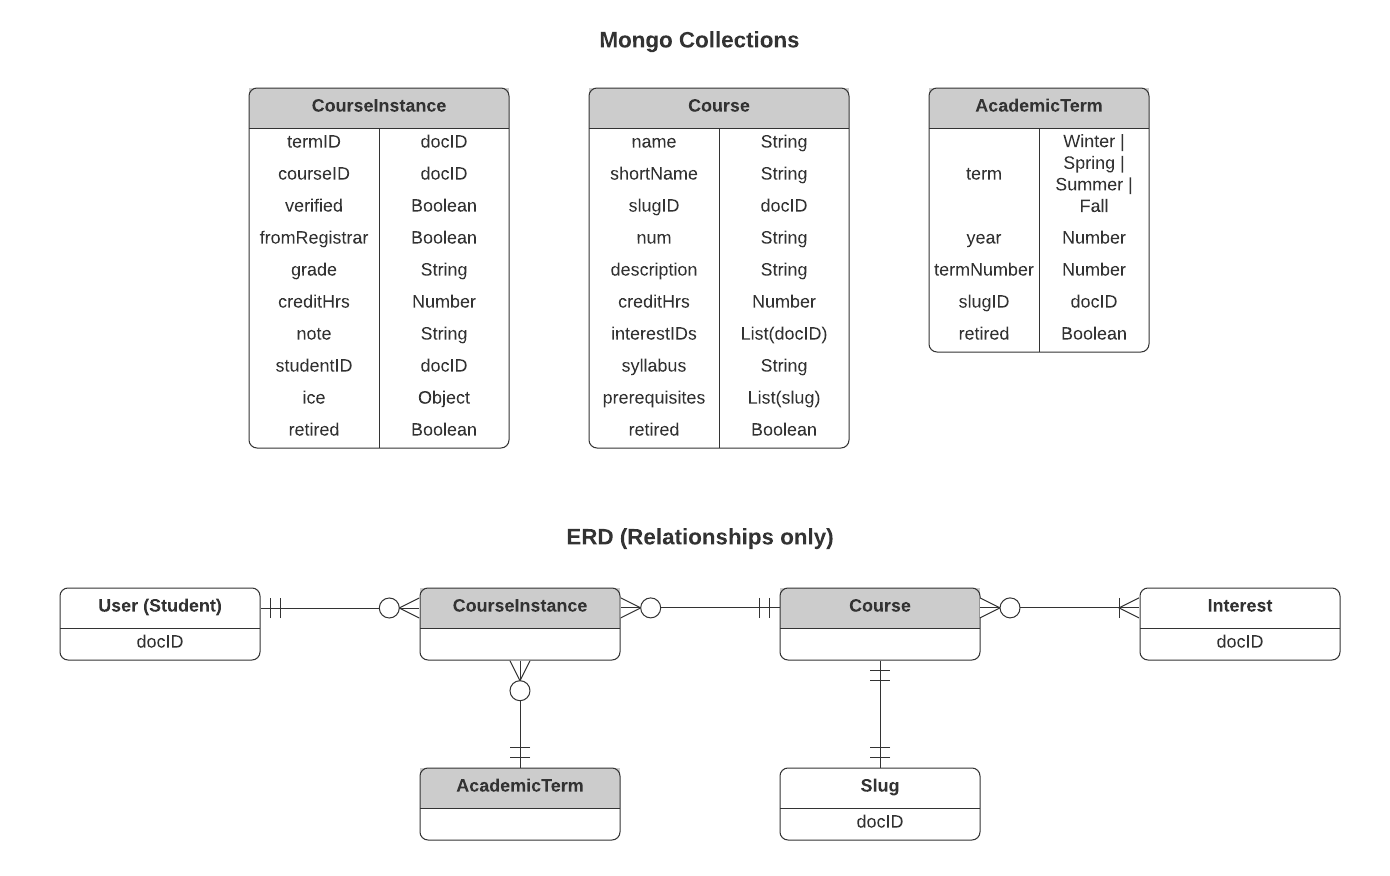 Mongo Collections
CourseInstance
termID docID
courseID docID
verified Boolean
fromRegistrar Boolean
grade String
creditHrs Number
note String
studentID docID
ice Object
retired Boolean
Course
name String
shortName String
slugID docID
num String
description String
creditHrs Number
interestIDs List(docID)
syllabus String
prerequisites List(slug)
retired Boolean
AcademicTerm
term
Winter |
Spring |
Summer |
Fall
year Number
termNumber Number
slugID docID
retired Boolean
ERD (Relationships only)
User (Student)
docID
CourseInstance
Course
Interest
docID
AcademicTerm
Slug
docID